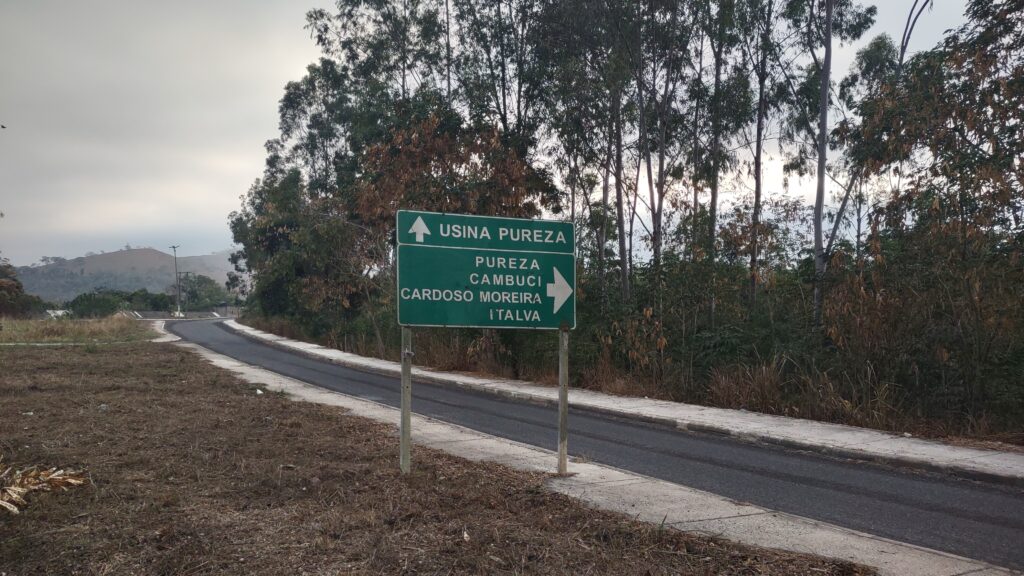 USINA PUREZA
PUREZA
CAMBUCI
CARDOSO MOREIRA
ITALVA